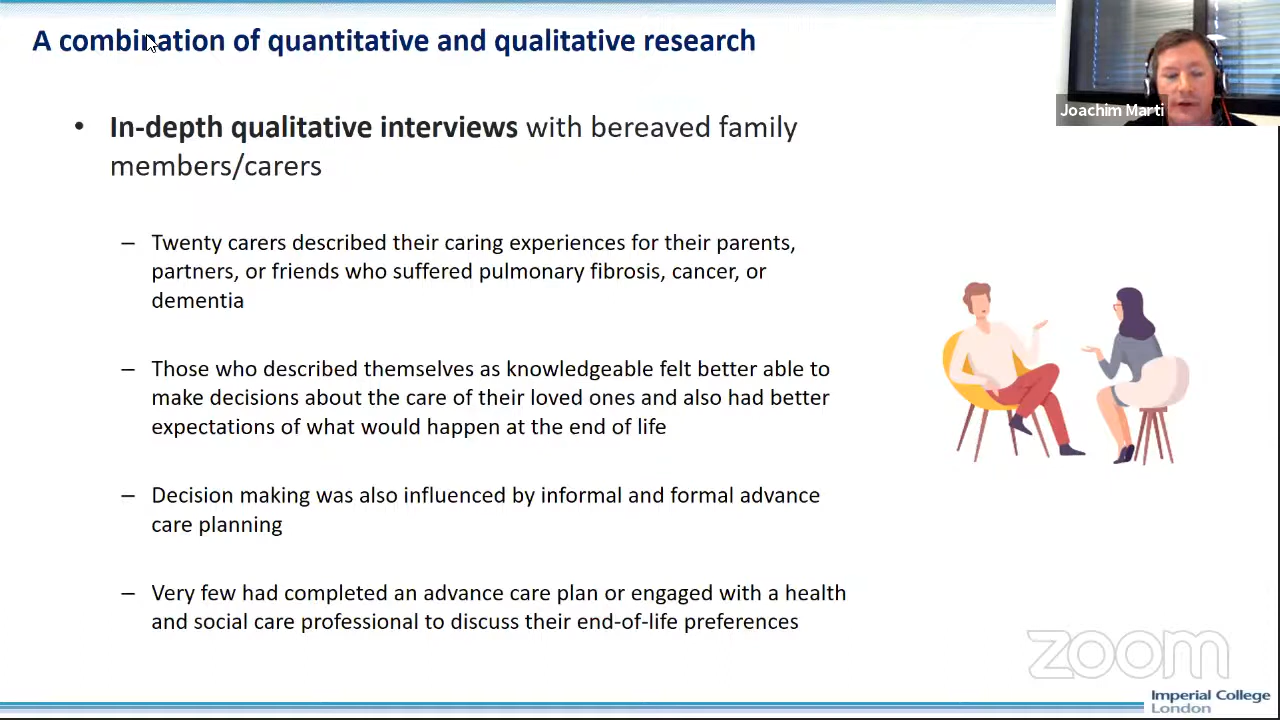 A combination of quantitative and qualitative research
Joachim Marti
• In-depth qualitative interviews with bereaved family
members/carers
– Twenty carers described their caring experiences for their parents,
partners, or friends who suffered pulmonary fibrosis, cancer, or
dementia
– Those who described themselves as knowledgeable felt better able to
make decisions about the care of their loved ones and also had better
expectations of what would happen at the end of life
– Decision making was also influenced by informal and formal advance
care planning
– Very few had completed an advance care plan or engaged with a health
and social care professional to discuss their end-of-life preferences
zoom
Imperial College
London